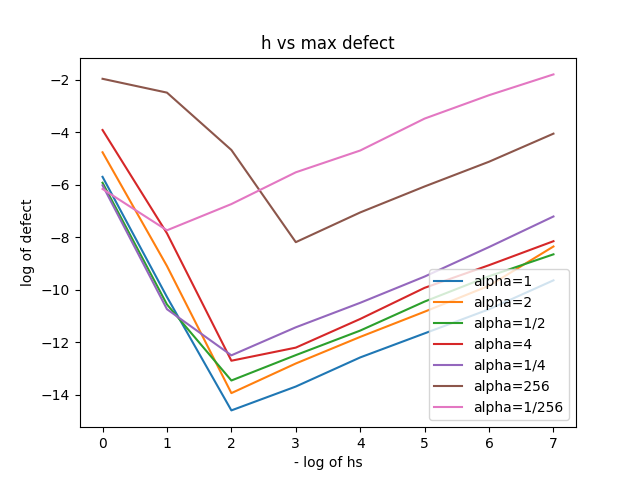 h vs max defect
log of defect
−2
−4
−6
−8
−10
−12
−14
alpha=1
alpha=2
alpha=1/2
alpha=4
alpha=1/4
alpha=256
alpha=1/256
0 1 2 3 4 5 6 7
- log of hs